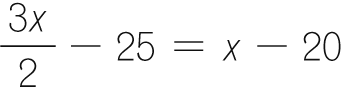 3x/2 − 25 = x − 20